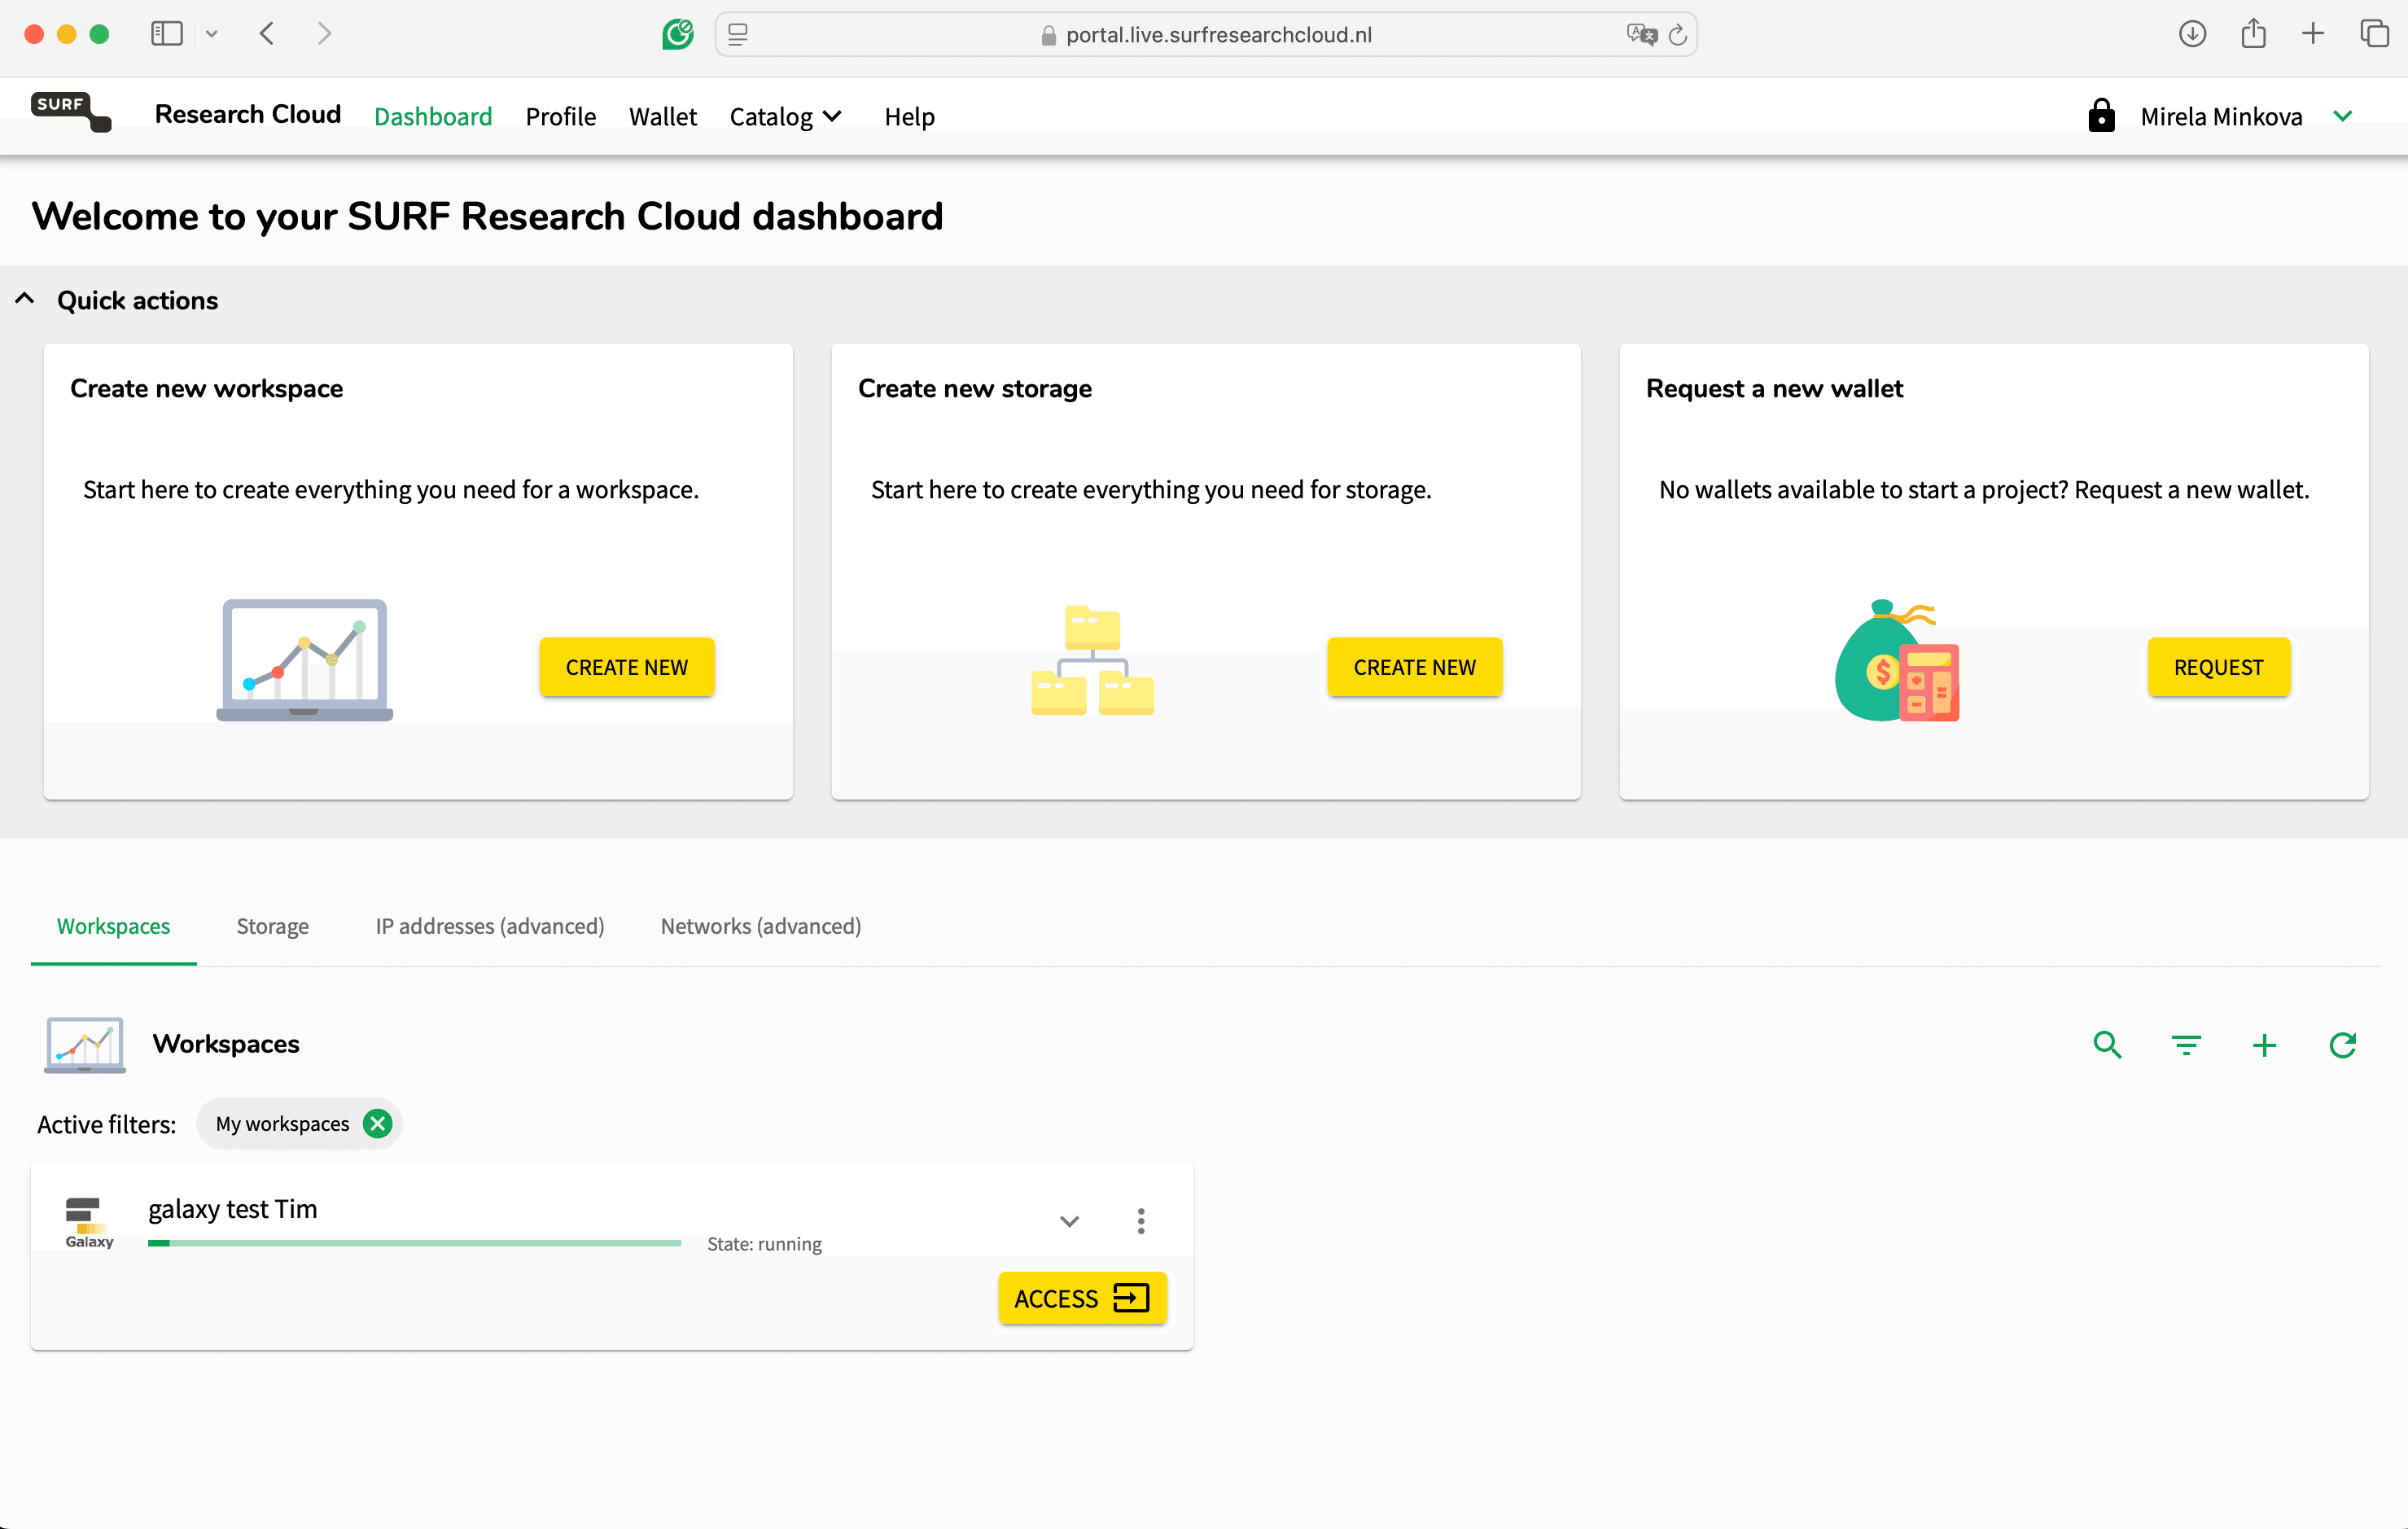 portal.live.surfresearchcloud.nl
SURF
Research Cloud
Dashboard
Profile
Wallet
Catalog
Help
Mirela Minkova
Welcome to your SURF Research Cloud dashboard
Quick actions
Create new workspace
Start here to create everything you need for a workspace.
CREATE NEW
Create new storage
Start here to create everything you need for storage.
CREATE NEW
Request a new wallet
No wallets available to start a project? Request a new wallet.
REQUEST
Workspaces
Storage
IP addresses (advanced)
Networks (advanced)
Workspaces
Active filters:
My workspaces
Galaxy
galaxy test Tim
State: running
ACCESS